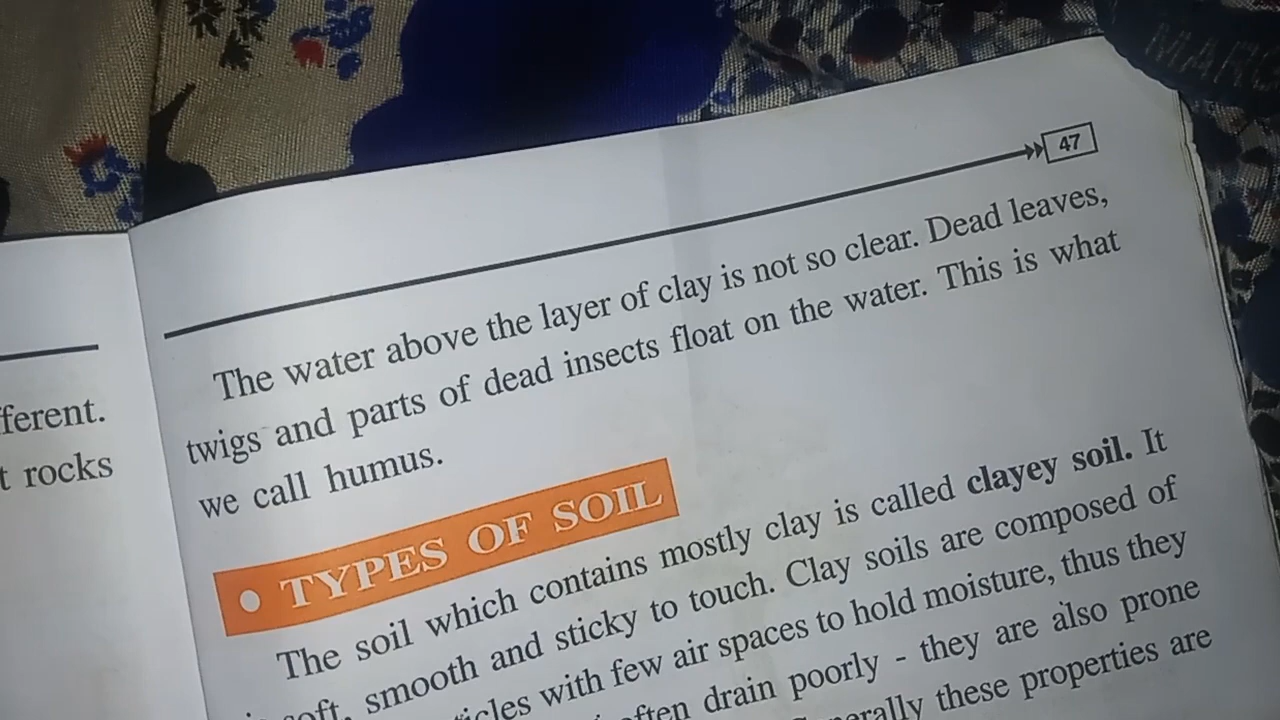 47
The water above the layer of clay is not so clear. Dead leaves,
twigs and parts of dead insects float on the water. This is what
we call humus.
• TYPES OF SOIL
The soil which contains mostly clay is called clayey soil. It
soft, smooth and sticky to touch. Clay soils are composed of
with few air spaces to hold moisture, thus they
drain poorly - they are also prone
these properties are
rocks
MARC